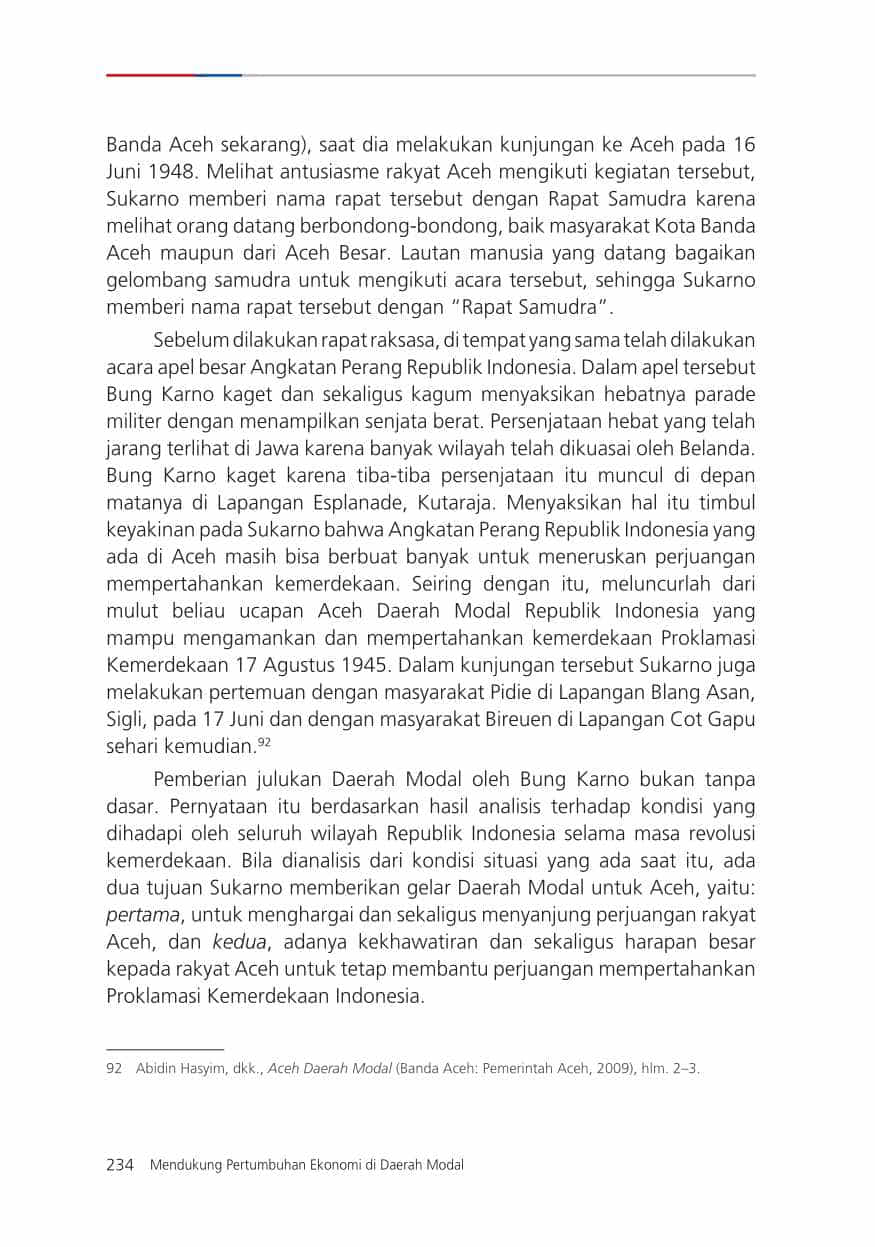 Banda Aceh sekarang), saat dia melakukan kunjungan ke Aceh pada 16
Juni 1948. Melihat antusiasme rakyat Aceh mengikuti kegiatan tersebut,
Sukarno memberi nama rapat tersebut dengan Rapat Samudra karena
melihat orang datang berbondong-bondong, baik masyarakat Kota Banda
Aceh maupun dari Aceh Besar. Lautan manusia yang datang bagaikan
gelombang samudra untuk mengikuti acara tersebut, sehingga Sukarno
memberi nama rapat tersebut dengan “Rapat Samudra”.
Sebelum dilakukan rapat raksasa, di tempat yang sama telah dilakukan
acara apel besar Angkatan Perang Republik Indonesia. Dalam apel tersebut
Bung Karno kaget dan sekaligus kagum menyaksikan hebatnya parade
militer dengan menampilkan senjata berat. Persenjataan hebat yang telah
jarang terlihat di Jawa karena banyak wilayah telah dikuasai oleh Belanda.
Bung Karno kaget karena tiba-tiba persenjataan itu muncul di depan
matanya di Lapangan Esplanade, Kutaraja. Menyaksikan hal itu timbul
keyakinan pada Sukarno bahwa Angkatan Perang Republik Indonesia yang
ada di Aceh masih bisa berbuat banyak untuk meneruskan perjuangan
mempertahankan kemerdekaan. Seiring dengan itu, meluncurlah dari
mulut beliau ucapan Aceh Daerah Modal Republik Indonesia yang
mampu mengamankan dan mempertahankan kemerdekaan Proklamasi
Kemerdekaan 17 Agustus 1945. Dalam kunjungan tersebut Sukarno juga
melakukan pertemuan dengan masyarakat Pidie di Lapangan Blang Asan,
Sigli, pada 17 Juni dan dengan masyarakat Bireuen di Lapangan Cot Gapu
sehari kemudian.92
Pemberian julukan Daerah Modal oleh Bung Karno bukan tanpa
dasar. Pernyataan itu berdasarkan hasil analisis terhadap kondisi yang
dihadapi oleh seluruh wilayah Republik Indonesia selama masa revolusi
kemerdekaan. Bila dianalisis dari kondisi situasi yang ada saat itu, ada
dua tujuan Sukarno memberikan gelar Daerah Modal untuk Aceh, yaitu:
pertama, untuk menghargai dan sekaligus menyanjung perjuangan rakyat
Aceh, dan kedua, adanya kekhawatiran dan sekaligus harapan besar
kepada rakyat Aceh untuk tetap membantu perjuangan mempertahankan
Proklamasi Kemerdekaan Indonesia.
92 Abidin Hasyim, dkk., Aceh Daerah Modal (Banda Aceh: Pemerintah Aceh, 2009), hlm. 2–3.
234 Mendukung Pertumbuhan Ekonomi di Daerah Modal